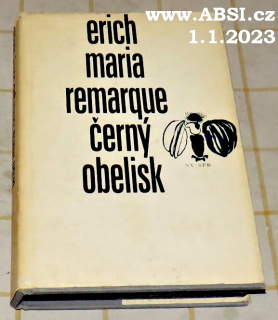 www.ABSI.cz
1.1.2023
erich
maria
remarque
černý
obelisk